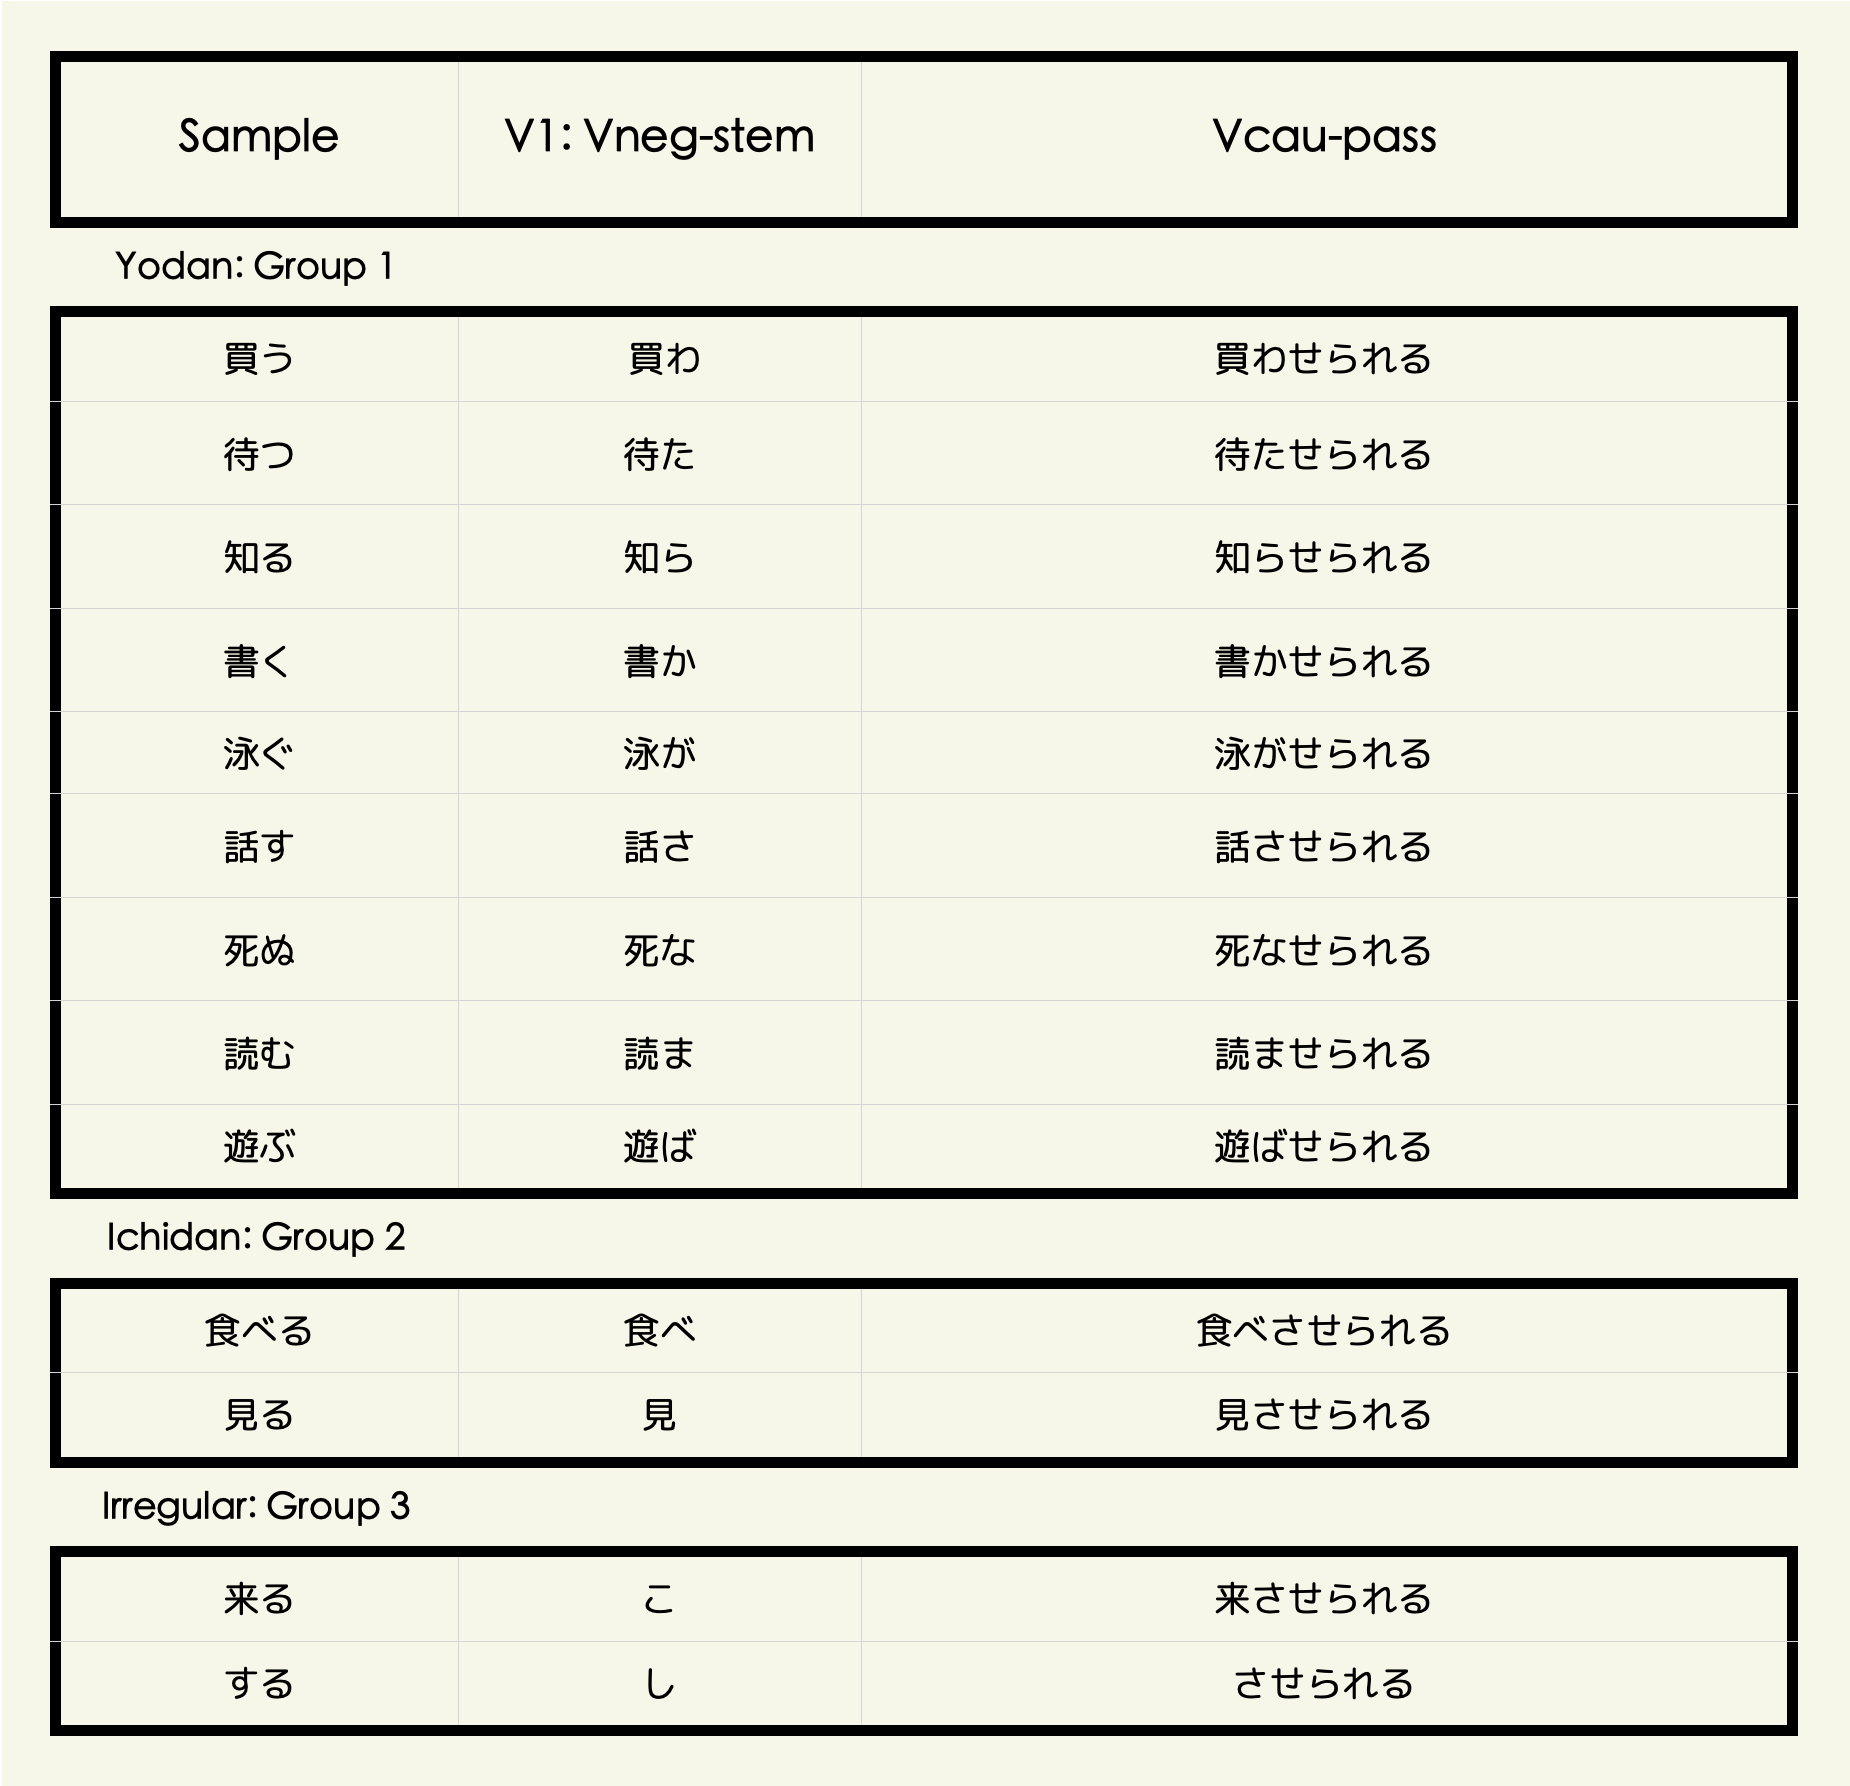 Sample V1: Vneg-stem Vcau-pass
Yodan: Group 1
買う 買わ 買わせられる
待つ 待た 待たせられる
知る 知ら 知らせられる
書く 書か 書かせられる
泳ぐ 泳が 泳がせられる
話す 話さ 話させられる
死ぬ 死な 死なせられる
読む 読ま 読ませられる
遊ぶ 遊ば 遊ばせられる
Ichidan: Group 2
食べる 食べ 食べさせられる
見る 見 見させられる
Irregular: Group 3
来る こ 来させられる
する し させられる